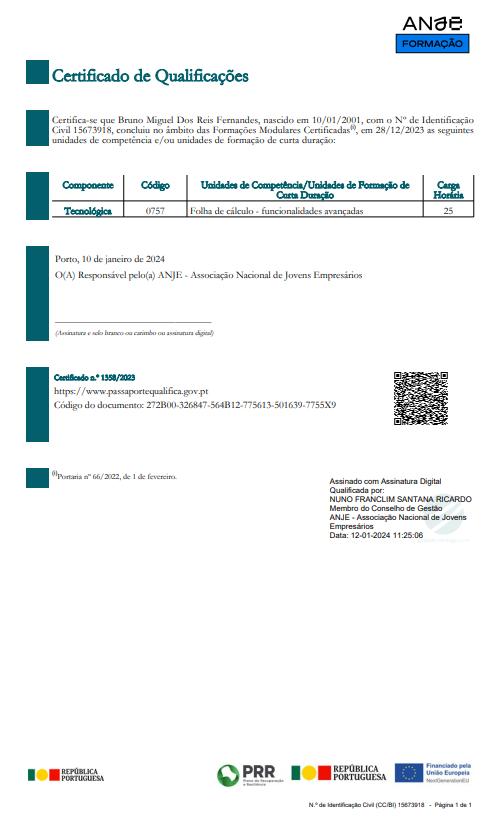 ANJE
FORMAÇÃO
Certificado de Qualificações
Certifica-se que Bruno Miguel Dos Reis Fernandes, nascido em 10/01/2001, com o Nº de Identificação
Civil 15673918, concluiu no âmbito das Formações Modulares Certificadas(i), em 28/12/2023 as seguintes
unidades de competência e/ou unidades de formação de curta duração:
Componente Código Unidades de Competência/Unidades de Formação de Carga
Curta Duração Horária
Tecnológica 0757 Folha de cálculo - funcionalidades avançadas 25
Porto, 10 de janeiro de 2024
O(A) Responsável pelo(a) ANJE - Associação Nacional de Jovens Empresários
(Assinatura e selo branco ou carimbo ou assinatura digital)
Certificado n.º 1358/2023
https://www.passaportequalifica.gov.pt
Código do documento: 272B00-326847-564B12-775613-501639-7755X9
(i)Portaria nº 66/2022, de 1 de fevereiro.
Assinado com Assinatura Digital
Qualificada por:
NUNO FRANCLIM SANTANA RICARDO
Membro do Conselho de Gestão
ANJE - Associação Nacional de Jovens
Empresários
Data: 12-01-2024 11:25:06
REPÚBLICA
PORTUGUESA
PRR
Plano de Recuperação
e Resiliência
REPÚBLICA
PORTUGUESA
Financiado pela
União Europeia
NextGenerationEU
N.º de Identificação Civil (CC/BI) 15673918 - Página 1 de 1